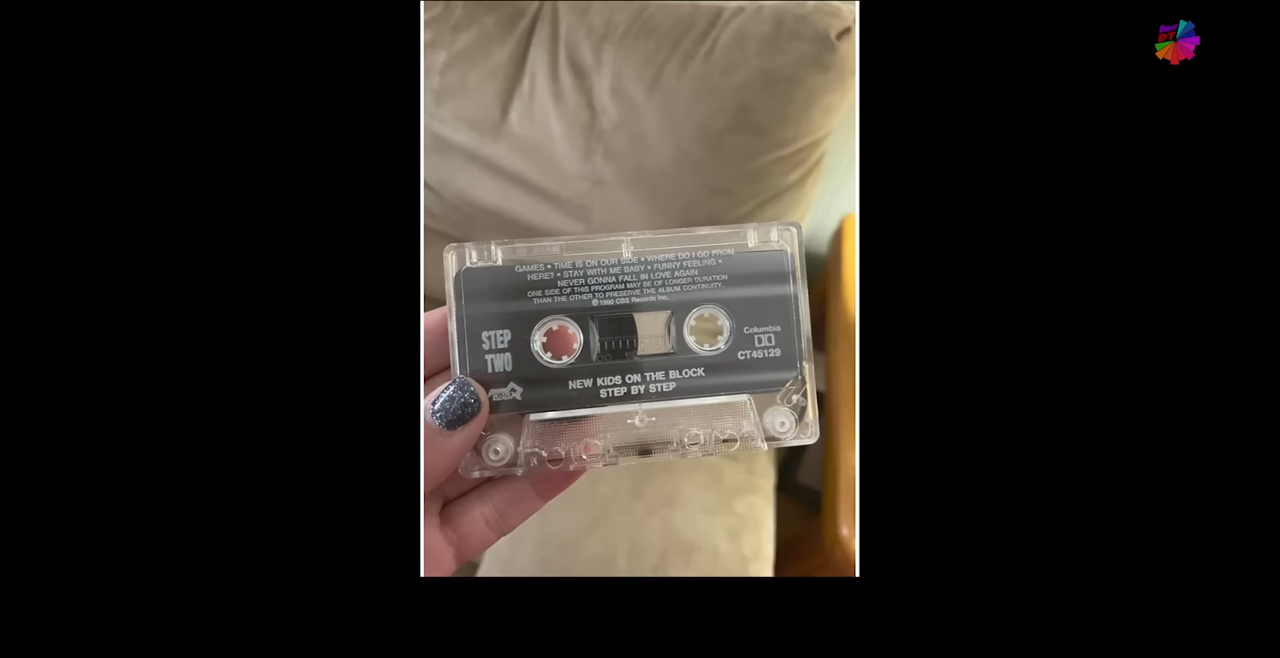 GAMES • TIME IS ON OUR SIDE • WHERE DO I GO FROM
HERE? • STAY WITH ME BABY • FUNNY FEELING •
NEVER GONNA FALL IN LOVE AGAIN
ONE SIDE OF THIS PROGRAM MAY BE OF LONGER DURATION
THAN THE OTHER TO PRESERVE THE ALBUM CONTINUITY.
℗ 1990 CBS Records Inc.
STEP
TWO
Columbia
CT45129
NEW KIDS ON THE BLOCK
STEP BY STEP